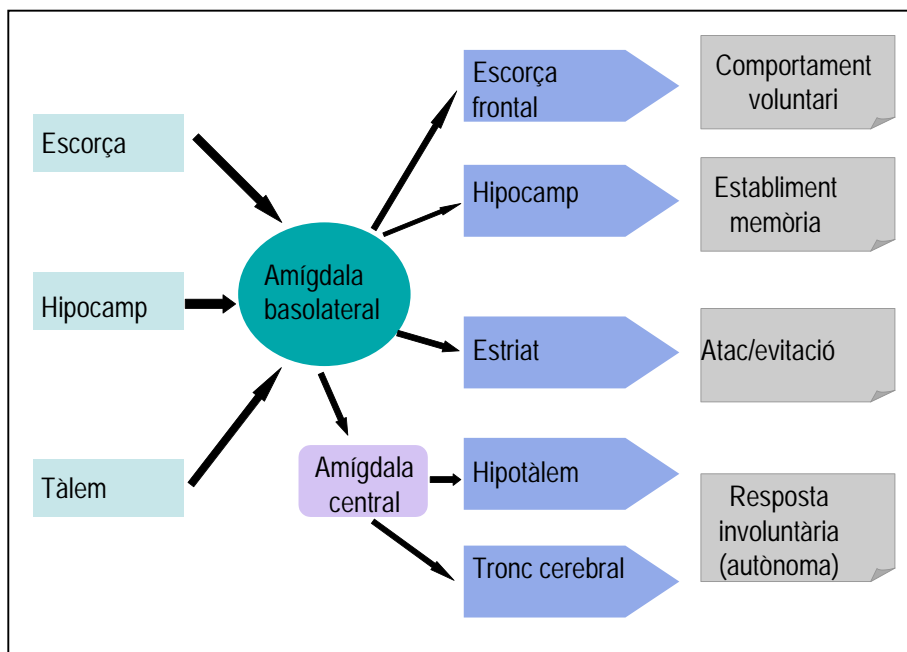 Escorça
Hipocamp
Tàlem
Amígdala
basolateral
Amígdala
central
Escorça
frontal
Hipocamp
Estriat
Hipotàlem
Tronc cerebral
Comportament
voluntari
Establiment
memòria
Atac/evitació
Resposta
involuntària
(autònoma)